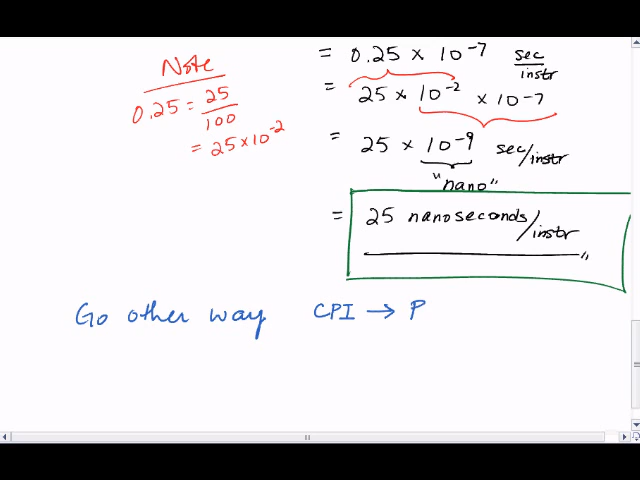 = 0.25 × 10^-7 sec/instr
Note
0.25 = 25/100
= 25 × 10^-2
= 25 × 10^-2 × 10^-7
= 25 × 10^-9 sec/instr
"nano"
= 25 nanoseconds/instr
"
Go other way CPI → P